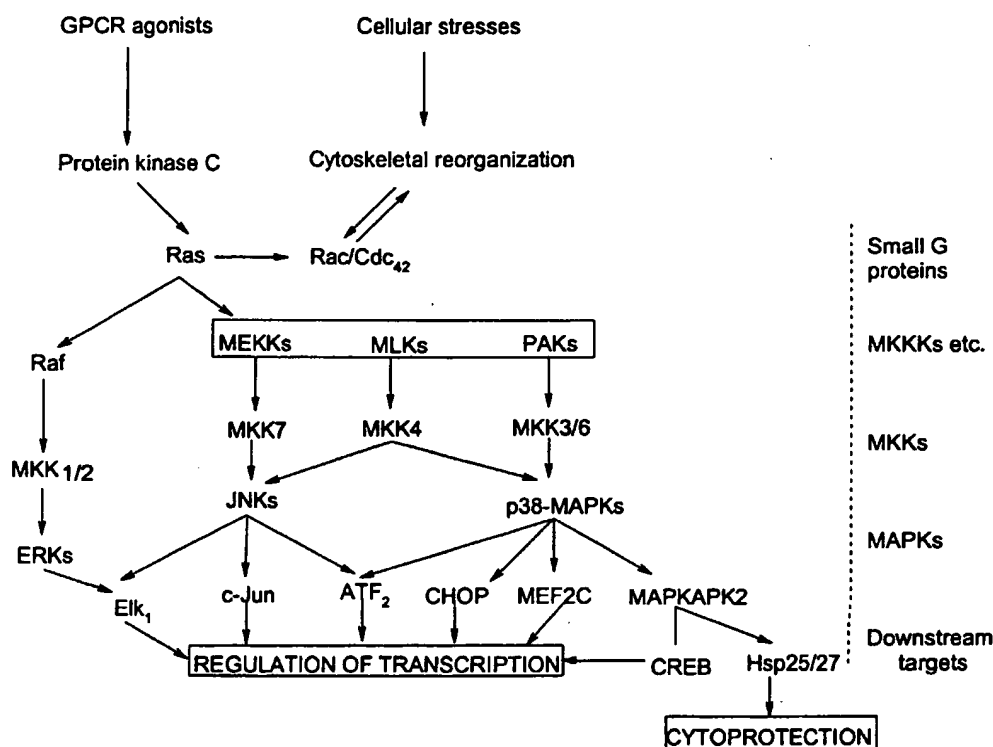 GPCR agonists Cellular stresses
Protein kinase C Cytoskeletal reorganization
Ras Rac/Cdc42 Small G
proteins
MEKKs MLKs PAKs MKKKs etc.
Raf
MKK7 MKK4 MKK3/6 MKKs
MKK 1/2
JNKs p38-MAPKs
ERKs MAPKs
Elk1 c-Jun ATF2 CHOP MEF2C MAPKAPK2
Downstream
targets
REGULATION OF TRANSCRIPTION CREB Hsp25/27
CYTOPROTECTION